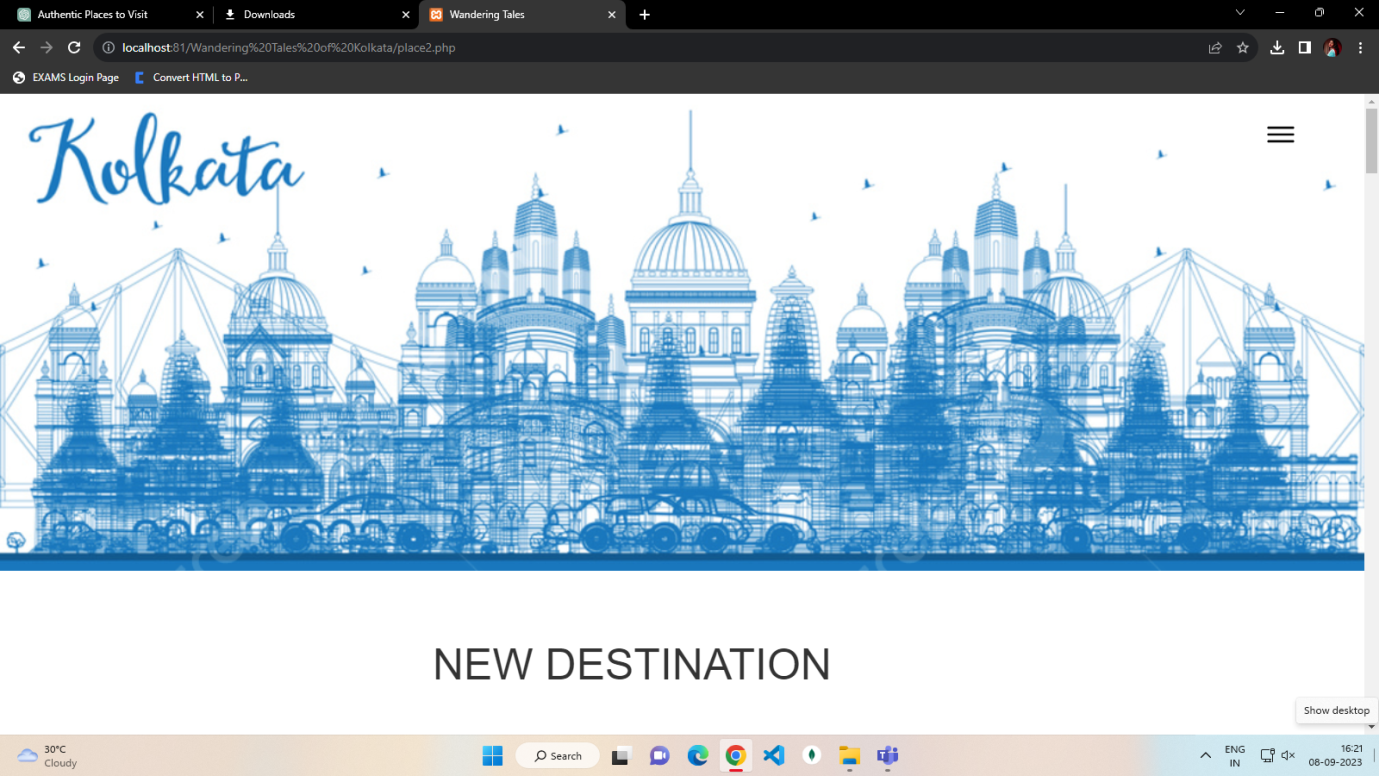 Authentic Places to Visit
Downloads
Wandering Tales
localhost:81/Wandering%20Tales%20of%20Kolkata/place2.php
EXAMS Login Page
Convert HTML to P...
Kolkata
NEW DESTINATION
Show desktop
30°C
Cloudy
Search
ENG
IN
16:21
08-09-2023